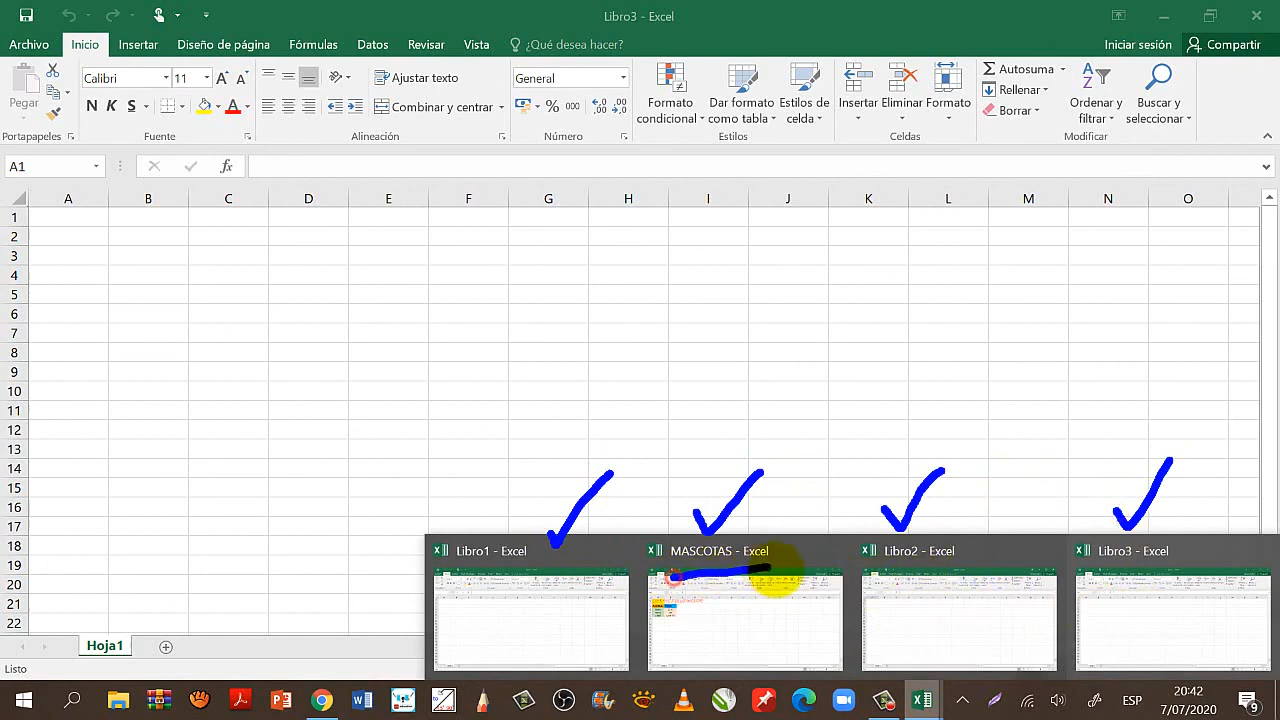 Libro3 - Excel
Archivo Inicio Insertar Diseño de página Fórmulas Datos Revisar Vista ¿Qué desea hacer? Iniciar sesión Compartir
Pegar
Calibri 11
N K S
Ajustar texto
Combinar y centrar
General
% 000
Formato condicional
Dar formato como tabla
Estilos de celda
Insertar Eliminar Formato
Autosuma
Rellenar
Borrar
Ordenar y filtrar
Buscar y seleccionar
Portapapeles Fuente Alineación Número Estilos Celdas Modificar
A1 fx
A B C D E F G H I J K L M N O
1
2
3
4
5
6
7
8
9
10
11
12
13
14
15
16
17
18
19
20
21
22
Libro1 - Excel MASCOTAS - Excel Libro2 - Excel Libro3 - Excel
Hoja1
Listo
ESP
20:42
7/07/2020
9